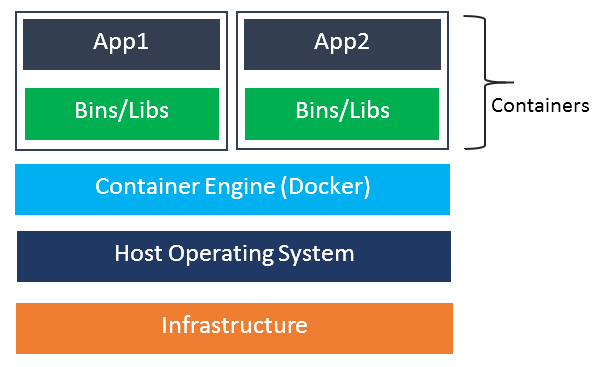 App1
App2
Bins/Libs
Bins/Libs
Containers
Container Engine (Docker)
Host Operating System
Infrastructure